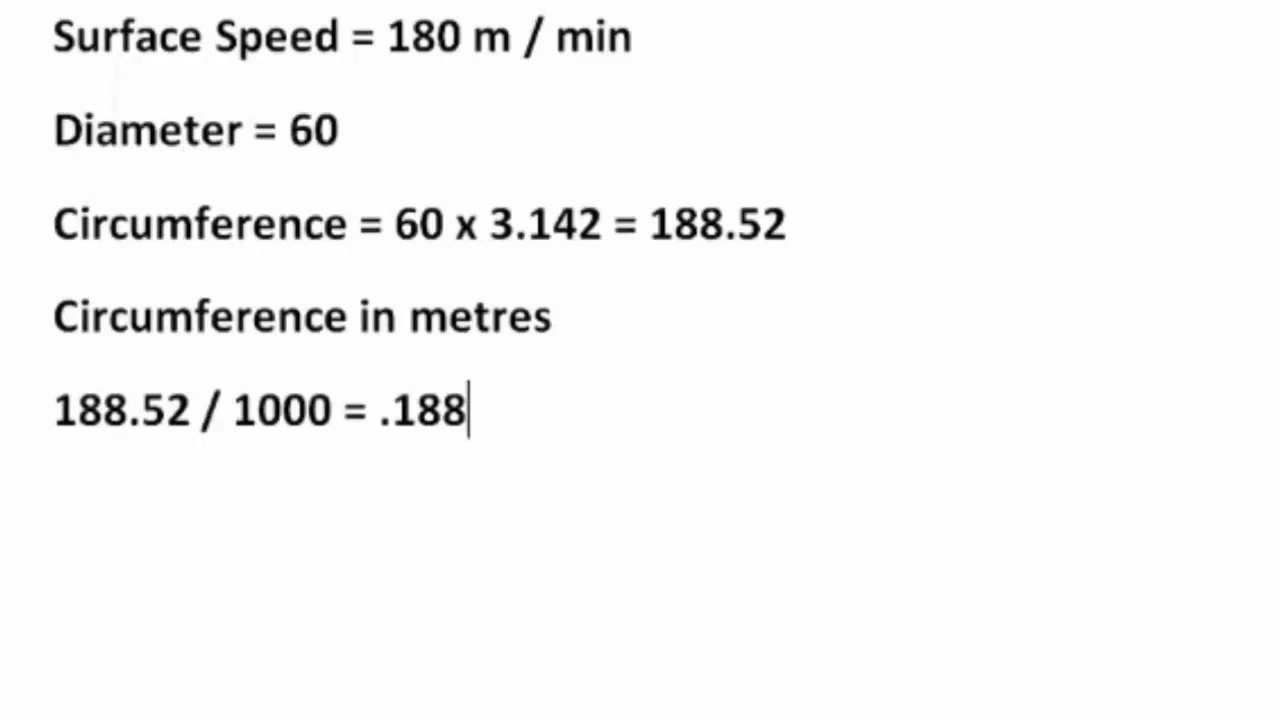 Surface Speed = 180 m / min
Diameter = 60
Circumference = 60 x 3.142 = 188.52
Circumference in metres
188.52 / 1000 = .188